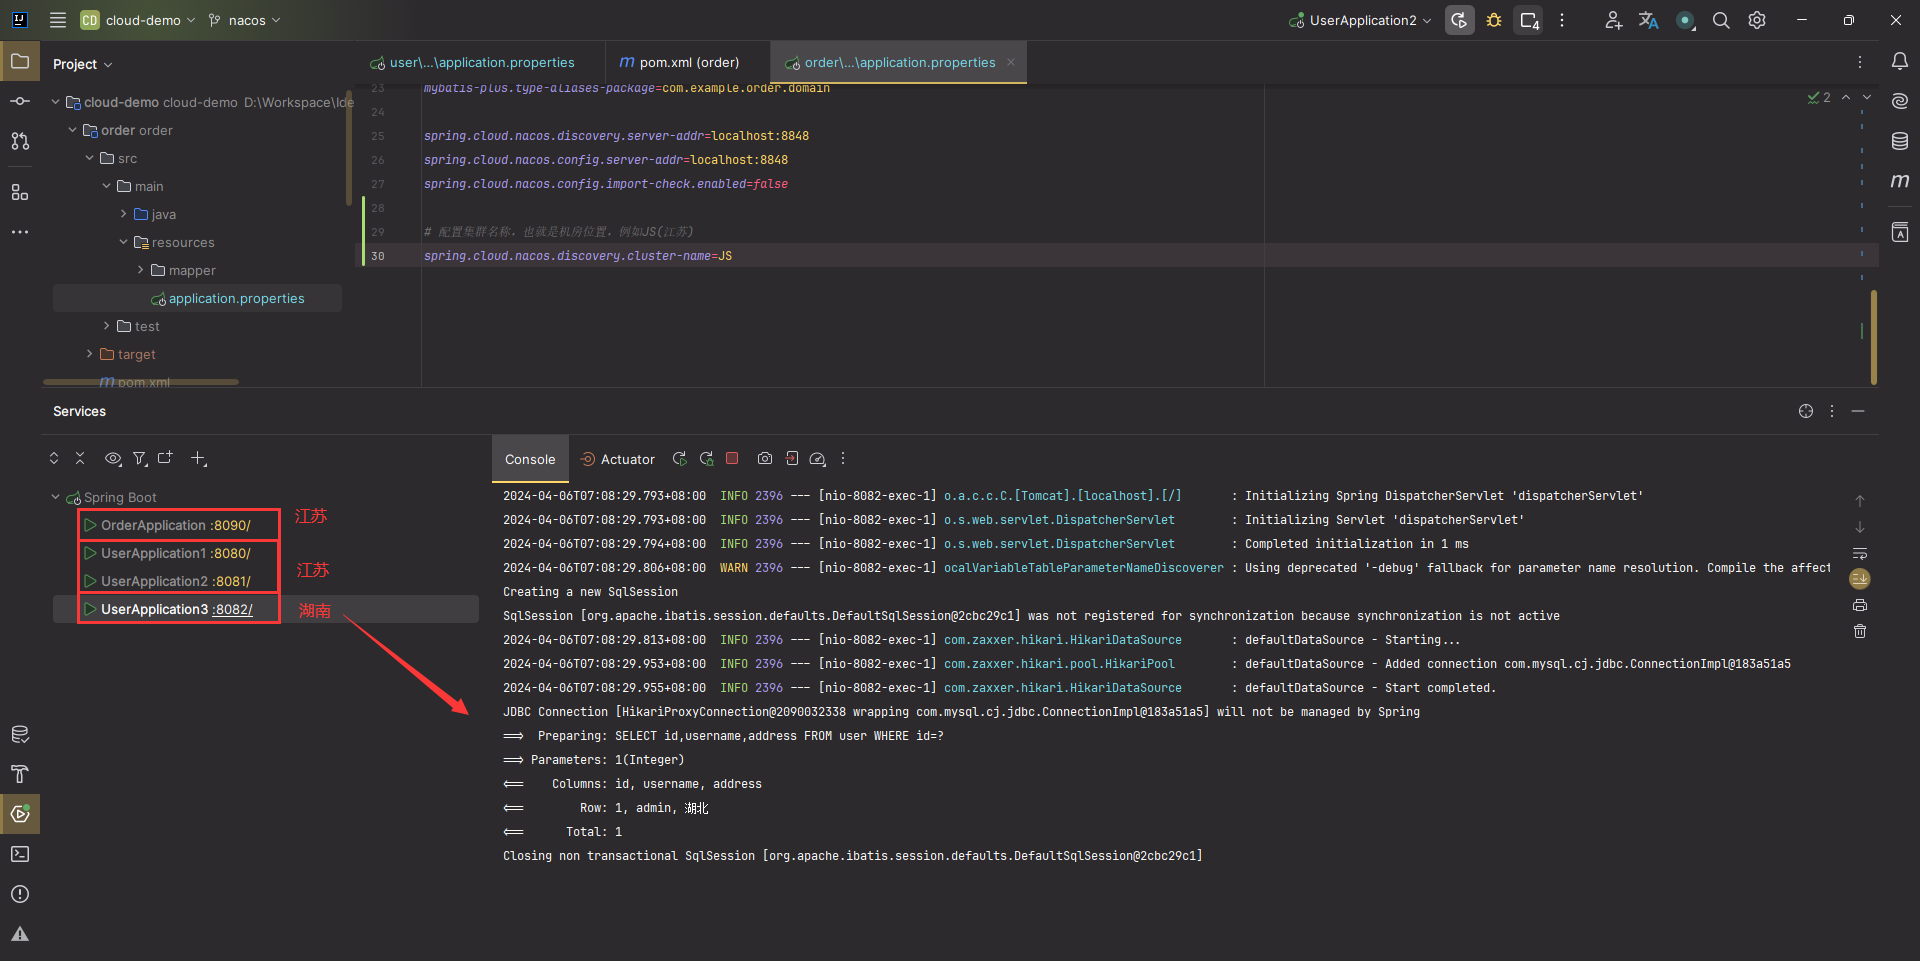 CD cloud-demo nacos UserApplication2 4
Project
user\...\application.properties
m pom.xml (order)
order\...\application.properties
cloud-demo cloud-demo D:\Workspace\Ide
order order
src
main
java
resources
mapper
application.properties
test
target
m pom.xml
23 mybatis-plus.type-aliases-package=com.example.order.domain
24
25 spring.cloud.nacos.discovery.server-addr=localhost:8848
26 spring.cloud.nacos.config.server-addr=localhost:8848
27 spring.cloud.nacos.config.import-check.enabled=false
28
29 # 配置集群名称，也就是机房位置，例如JS(江苏)
30 spring.cloud.nacos.discovery.cluster-name=JS
2
Services
Console
Actuator
Spring Boot
OrderApplication :8090/ 江苏
UserApplication1 :8080/
UserApplication2 :8081/ 江苏
UserApplication3 :8082/ 湖南
2024-04-06T07:08:29.793+08:00 INFO 2396 --- [nio-8082-exec-1] o.a.c.c.C.[Tomcat].[localhost].[/] : Initializing Spring DispatcherServlet 'dispatcherServlet'
2024-04-06T07:08:29.793+08:00 INFO 2396 --- [nio-8082-exec-1] o.s.web.servlet.DispatcherServlet : Initializing Servlet 'dispatcherServlet'
2024-04-06T07:08:29.794+08:00 INFO 2396 --- [nio-8082-exec-1] o.s.web.servlet.DispatcherServlet : Completed initialization in 1 ms
2024-04-06T07:08:29.806+08:00 WARN 2396 --- [nio-8082-exec-1] ocalVariableTableParameterNameDiscoverer : Using deprecated '-debug' fallback for parameter name resolution. Compile the affect
Creating a new SqlSession
SqlSession [org.apache.ibatis.session.defaults.DefaultSqlSession@2cbc29c1] was not registered for synchronization because synchronization is not active
2024-04-06T07:08:29.813+08:00 INFO 2396 --- [nio-8082-exec-1] com.zaxxer.hikari.HikariDataSource : defaultDataSource - Starting...
2024-04-06T07:08:29.953+08:00 INFO 2396 --- [nio-8082-exec-1] com.zaxxer.hikari.pool.HikariPool : defaultDataSource - Added connection com.mysql.cj.jdbc.ConnectionImpl@183a51a5
2024-04-06T07:08:29.955+08:00 INFO 2396 --- [nio-8082-exec-1] com.zaxxer.hikari.HikariDataSource : defaultDataSource - Start completed.
JDBC Connection [HikariProxyConnection@2090032338 wrapping com.mysql.cj.jdbc.ConnectionImpl@183a51a5] will not be managed by Spring
==> Preparing: SELECT id,username,address FROM user WHERE id=?
==> Parameters: 1(Integer)
<== Columns: id, username, address
<== Row: 1, admin, 湖北
<== Total: 1
Closing non transactional SqlSession [org.apache.ibatis.session.defaults.DefaultSqlSession@2cbc29c1]